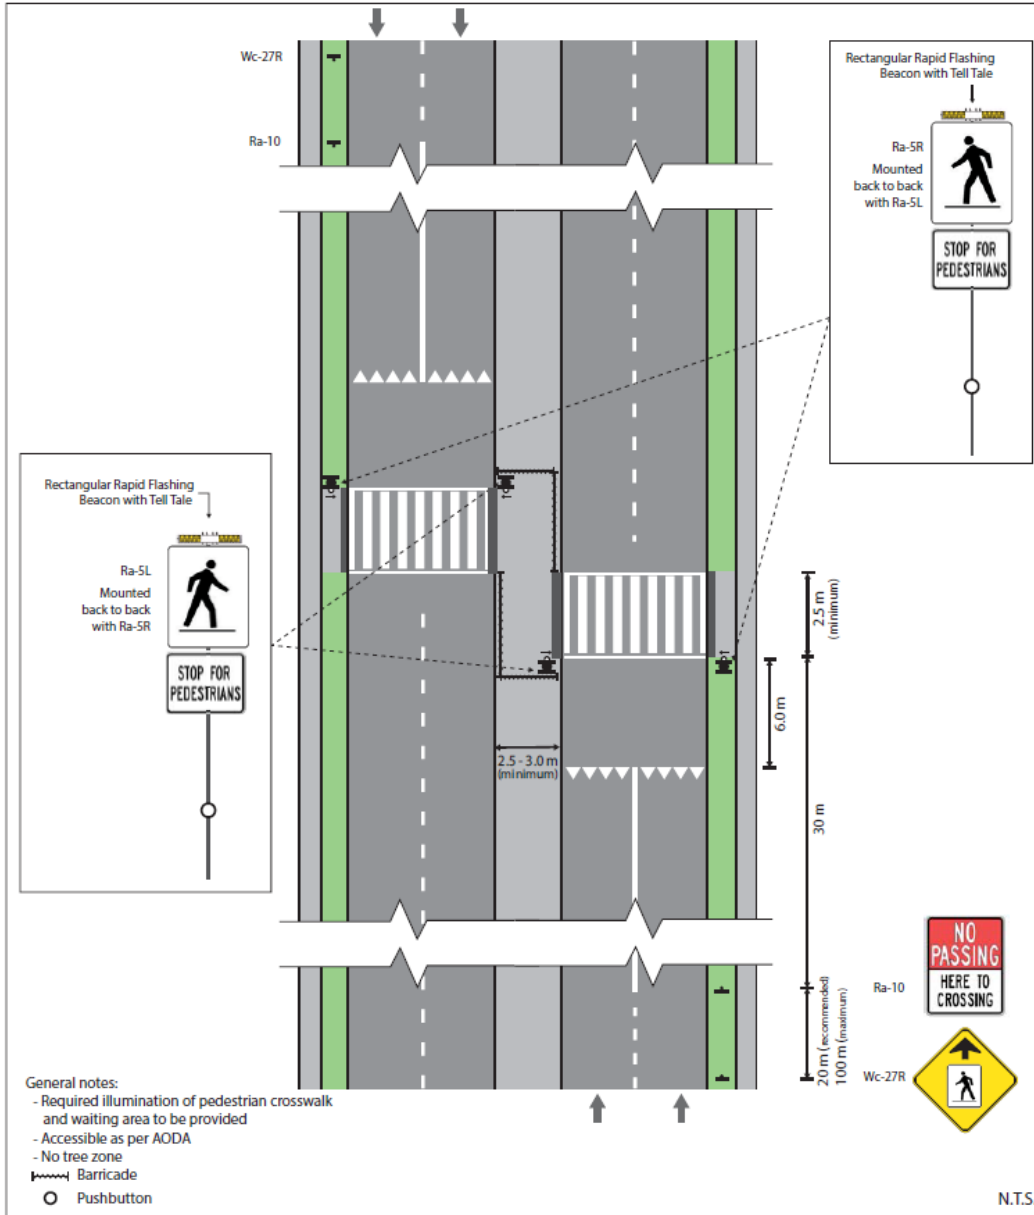 Wc-27R
Ra-10
Rectangular Rapid Flashing
Beacon with Tell Tale
Ra-5R
Mounted
back to back
with Ra-5L
STOP FOR
PEDESTRIANS
Rectangular Rapid Flashing
Beacon with Tell Tale
Ra-5L
Mounted
back to back
with Ra-5R
STOP FOR
PEDESTRIANS
2.5 m
(minimum)
6.0 m
2.5 - 3.0 m
(minimum)
30 m
20 m (recommended)
100 m (maximum)
Ra-10
NO
PASSING
HERE TO
CROSSING
Wc-27R
General notes:
- Required illumination of pedestrian crosswalk
and waiting area to be provided
- Accessible as per AODA
- No tree zone
Barricade
Pushbutton
N.T.S